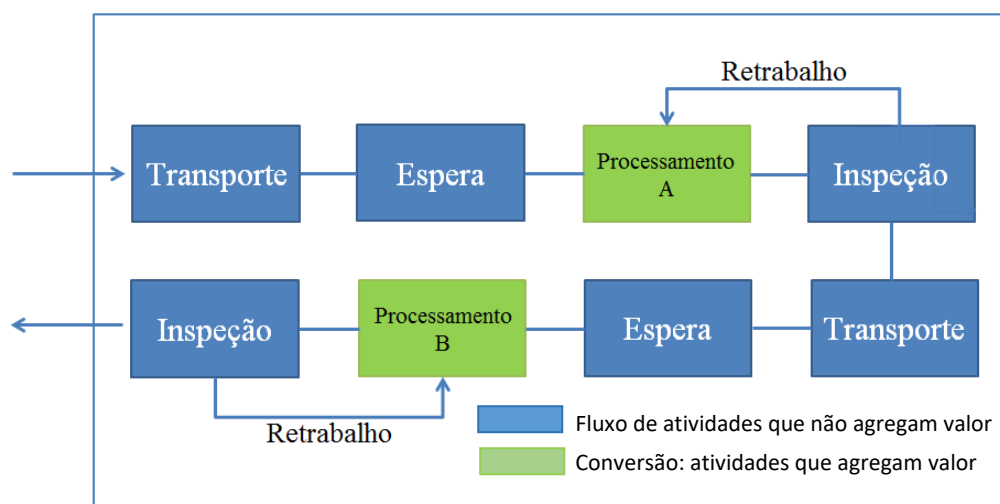 Retrabalho
Transporte
Espera
Processamento
A
Inspeção
Inspeção
Processamento
B
Espera
Transporte
Retrabalho
Fluxo de atividades que não agregam valor
Conversão: atividades que agregam valor